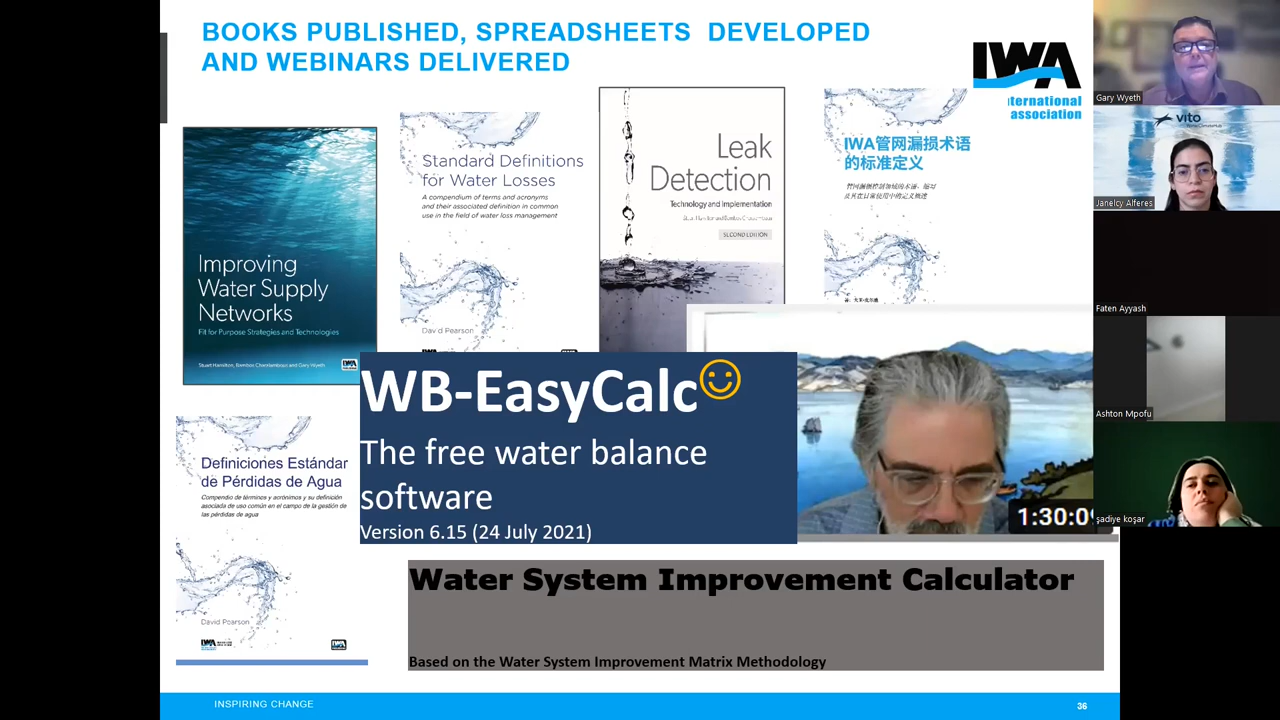 BOOKS PUBLISHED, SPREADSHEETS DEVELOPED
AND WEBINARS DELIVERED
IWA
nternational
association
Improving
Water Supply
Networks
Fit for Purpose Strategies and Technologies
Stuart Hamilton, Bambos Charalambous and Gary Wyeth
IWA
Standard Definitions
for Water Losses
A compendium of terms and acronyms
and their associated definition in common
use in the field of water loss management
David Pearson
Leak
Detection
Technology and Implementation
SECOND EDITION
IWA管网漏损术语
的标准定义
WB-EasyCalc
The free water balance
software
Version 6.15 (24 July 2021)
1:30:09
Definiciones Estándar
de Pérdidas de Agua
Compendio de términos y acrónimos y su definición
asociada de uso común en el campo de la gestión de
las pérdidas de agua
David Pearson
IWA
Water System Improvement Calculator
Based on the Water System Improvement Matrix Methodology
INSPIRING CHANGE
36
Gary Wyeth
vito
Janelcy Alferes
Faten Ayyash
Ashton Mpofu
şadiye koşar